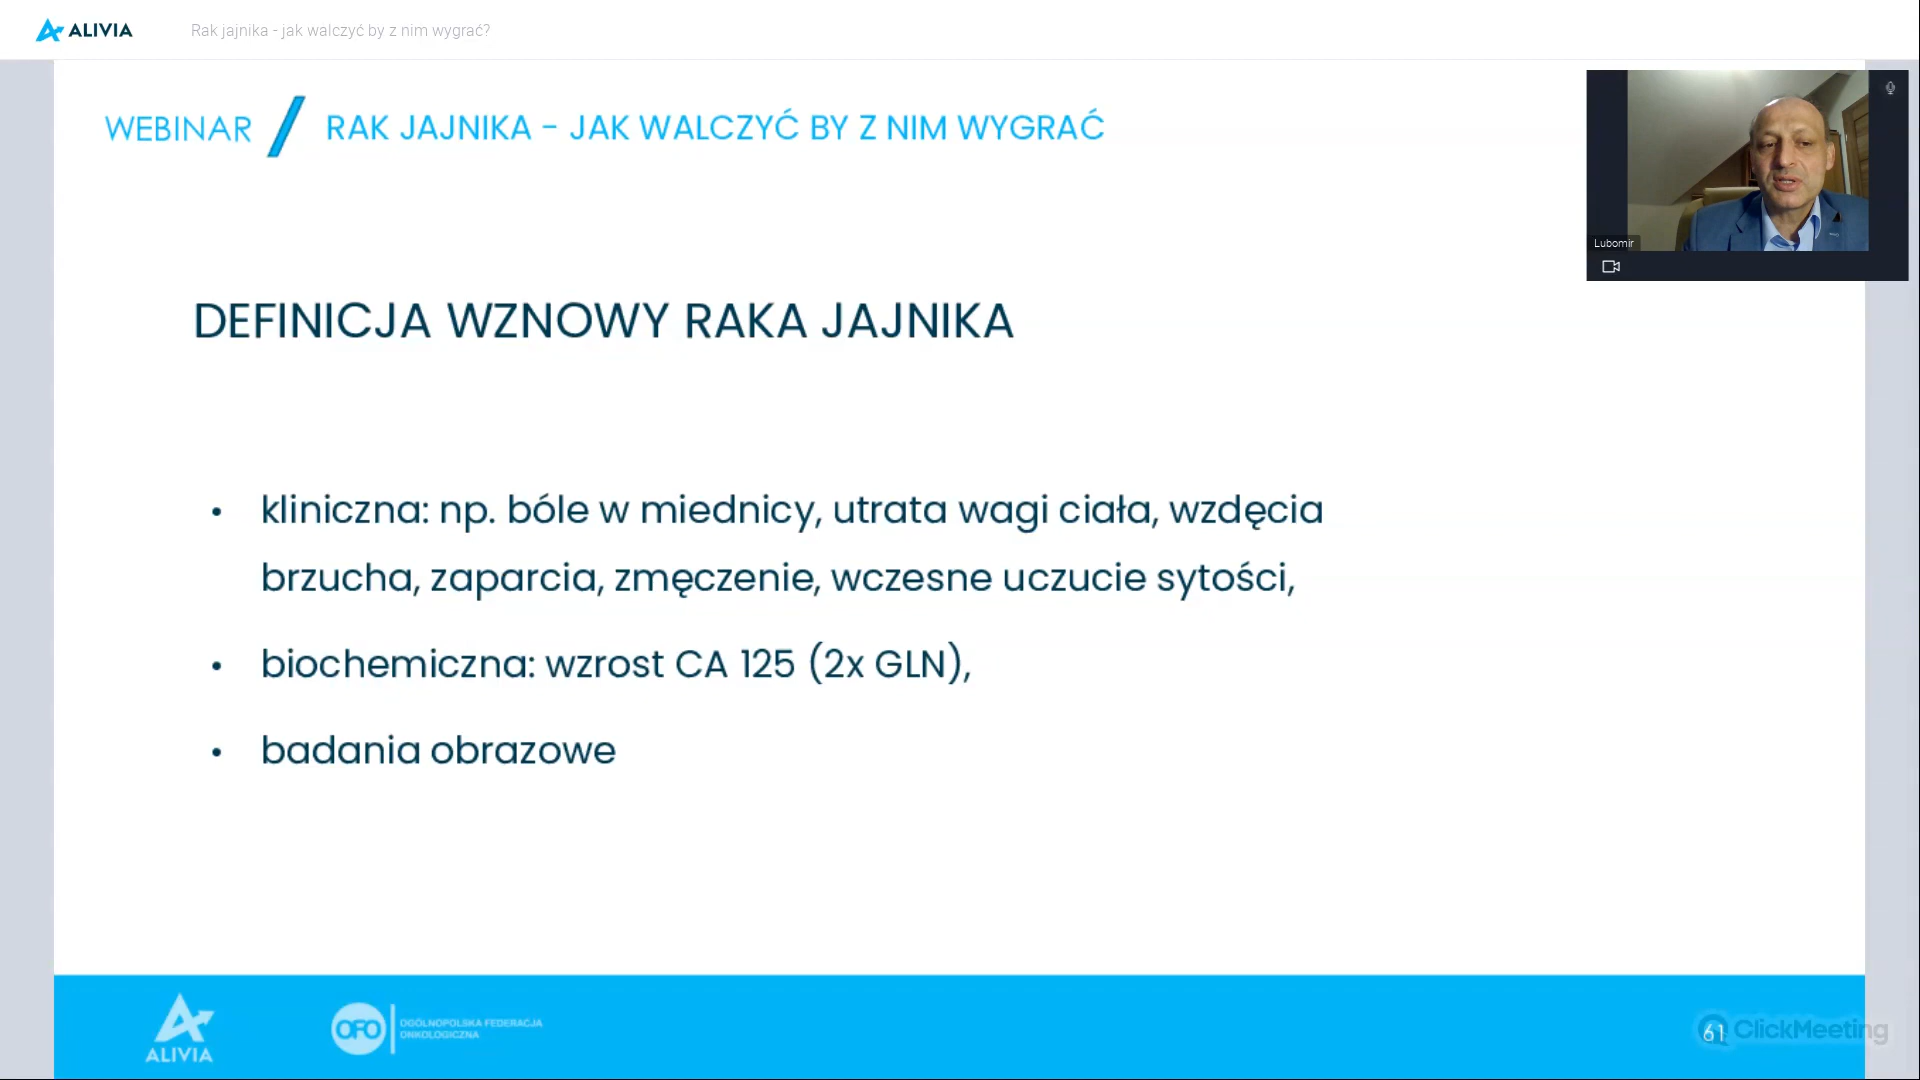 ALIVIA
Rak jajnika - jak walczyć by z nim wygrać?
WEBINAR
RAK JAJNIKA - JAK WALCZYĆ BY Z NIM WYGRAĆ
Lubomir
DEFINICJA WZNOWY RAKA JAJNIKA
• kliniczna: np. bóle w miednicy, utrata wagi ciała, wzdęcia
brzucha, zaparcia, zmęczenie, wczesne uczucie sytości,
• biochemiczna: wzrost CA 125 (2x GLN),
• badania obrazowe
ALIVIA
OFO
OGÓLNOPOLSKA FEDERACJA
ONKOLOGICZNA
61
ClickMeeting